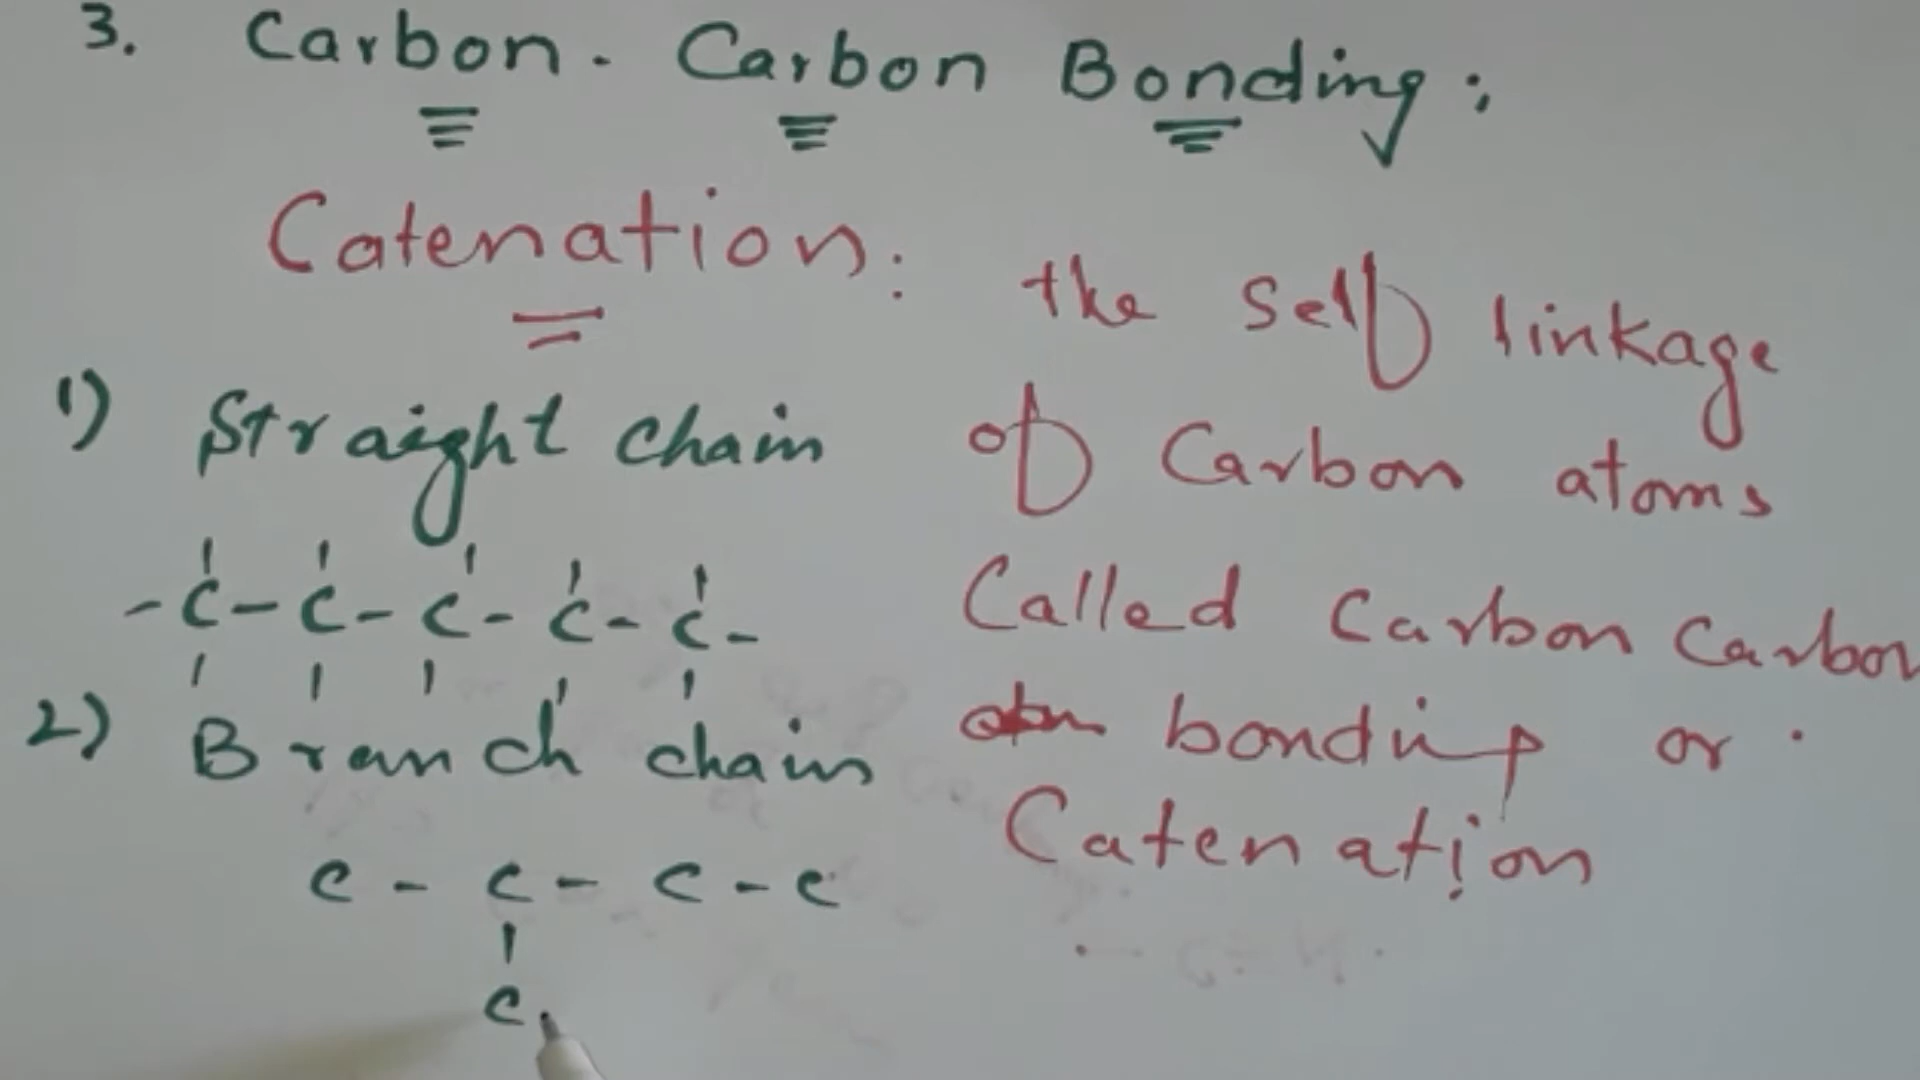 3. Carbon - Carbon Bonding:
Catenation:
1) Straight chain
- C - C - C - C - C -
2) Branch chain
C - C - C - C
C
the self linkage
of Carbon atoms
Called Carbon Carbon
bonding or
Catenation